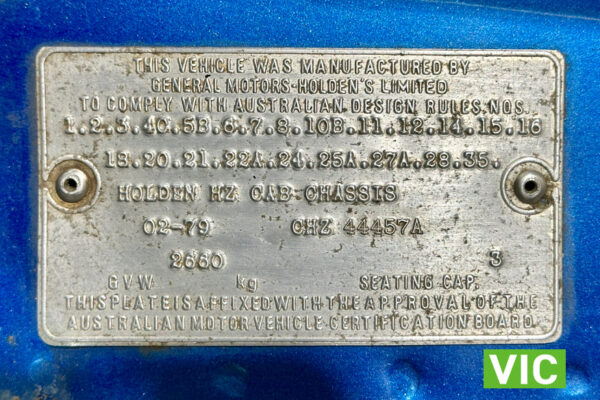 THIS VEHICLE WAS MANUFACTURED BY
GENERAL MOTORS-HOLDEN'S LIMITED
TO COMPLY WITH AUSTRALIAN DESIGN RULES. NOS.
1.2.3.4C.5B.6.7.8.10B.11.12.14.15.16
18.20.21.22A.24.25A.27A.28.35.
HOLDEN HZ CAB-CHASSIS
02-79 CHZ 44457A
2660 3
GVW kg SEATING CAP.
THIS PLATE IS AFFIXED WITH THE APPROVAL OF THE
AUSTRALIAN MOTOR VEHICLE CERTIFICATION BOARD.
VIC